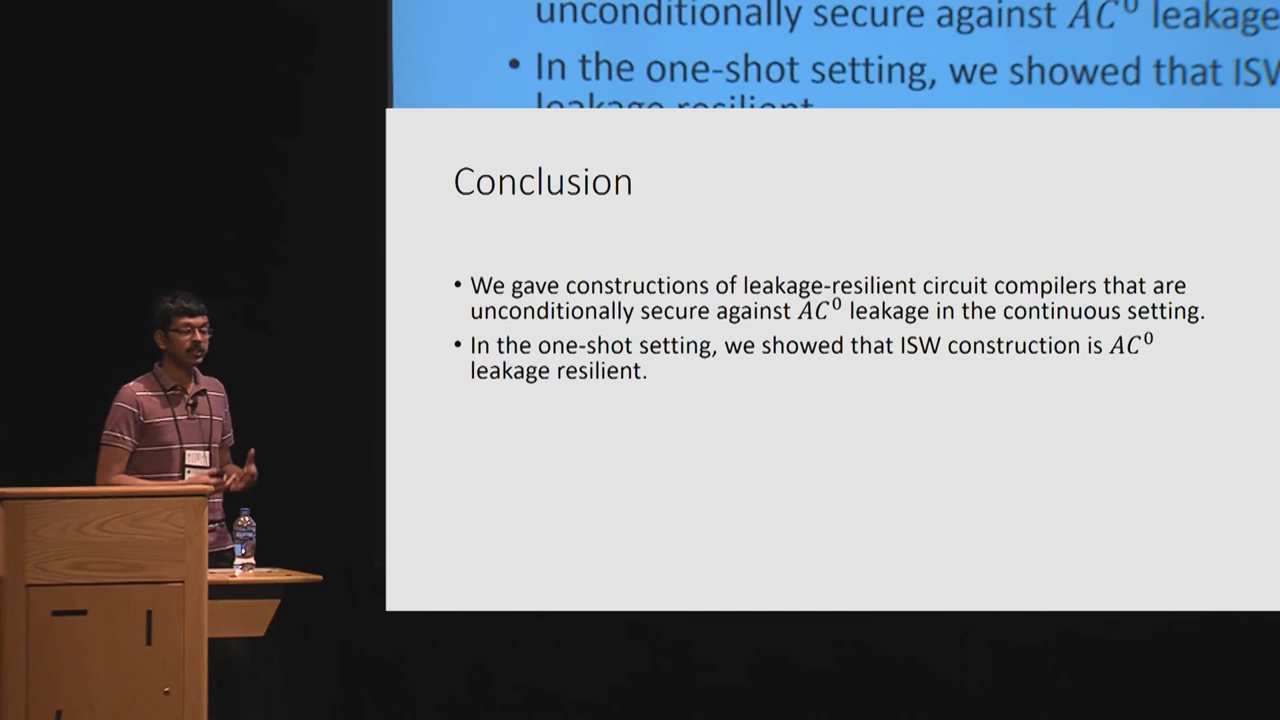 unconditionally secure against AC⁰ leakage
• In the one-shot setting, we showed that ISW
leakage resilient.
Conclusion
• We gave constructions of leakage-resilient circuit compilers that are
unconditionally secure against AC⁰ leakage in the continuous setting.
• In the one-shot setting, we showed that ISW construction is AC⁰
leakage resilient.